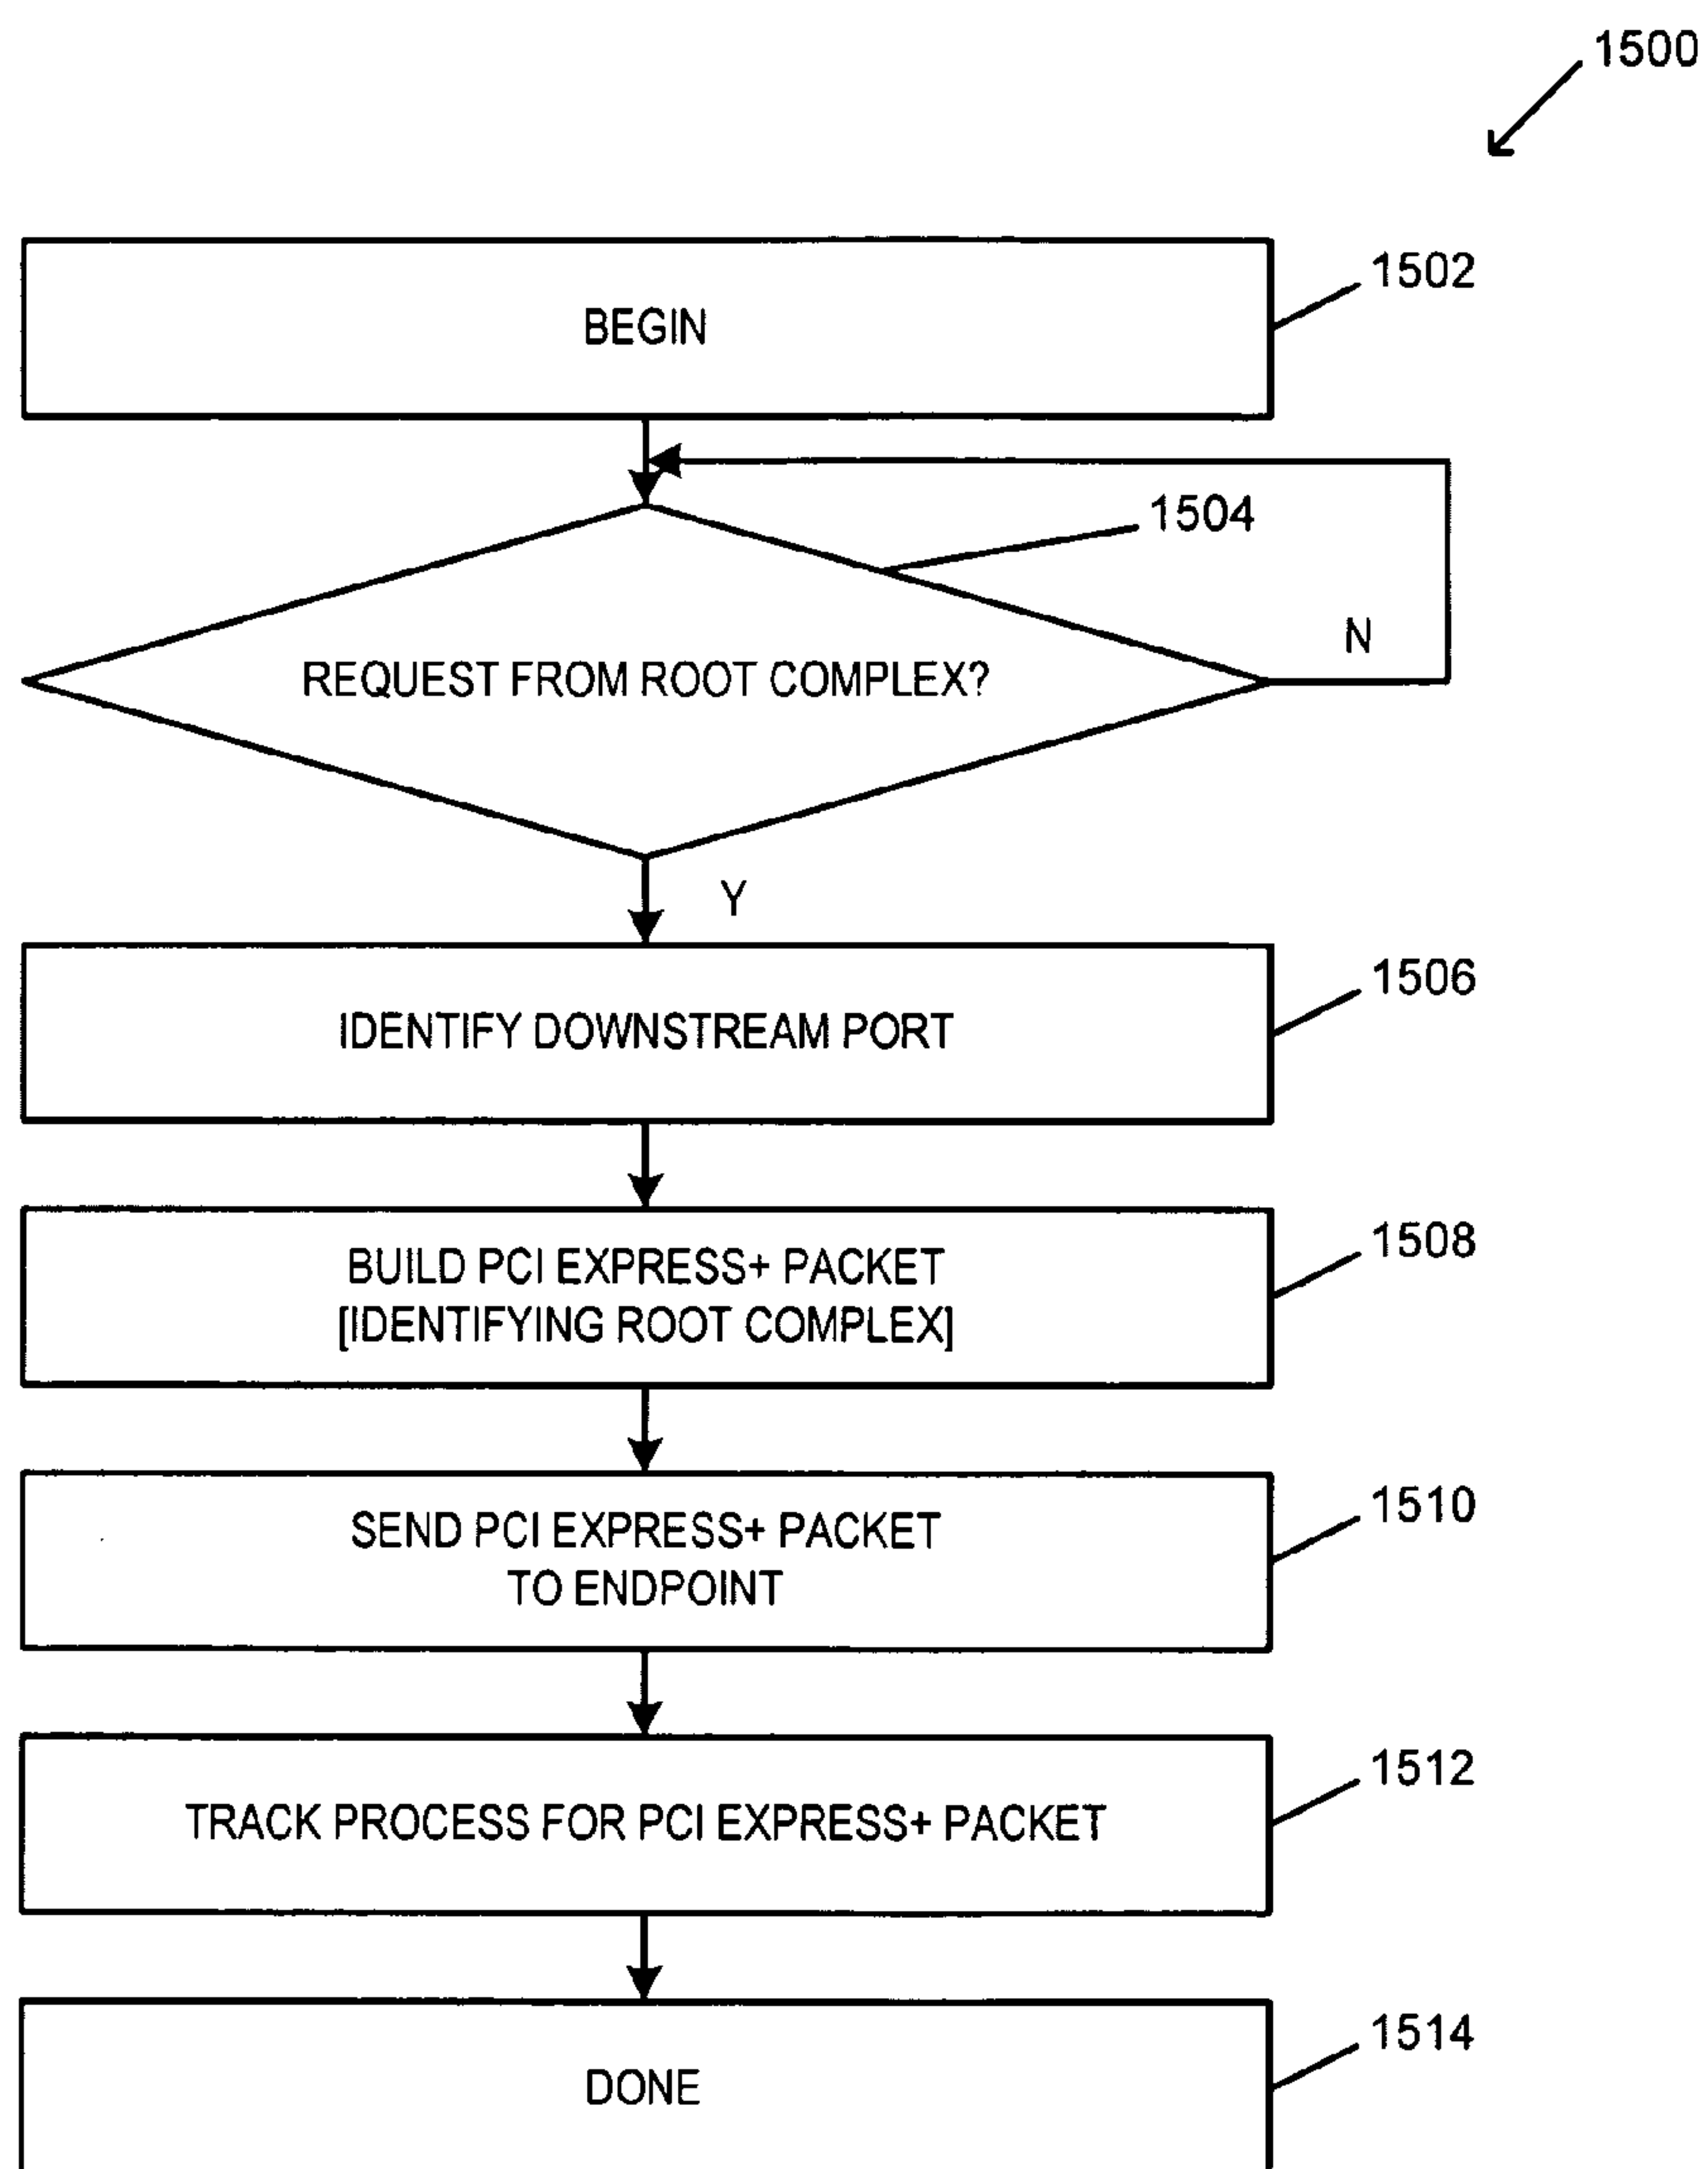 1500
BEGIN
1502
1504
REQUEST FROM ROOT COMPLEX?
N
Y
IDENTIFY DOWNSTREAM PORT
1506
BUILD PCI EXPRESS+ PACKET
[IDENTIFYING ROOT COMPLEX]
1508
SEND PCI EXPRESS+ PACKET
TO ENDPOINT
1510
TRACK PROCESS FOR PCI EXPRESS+ PACKET
1512
DONE
1514